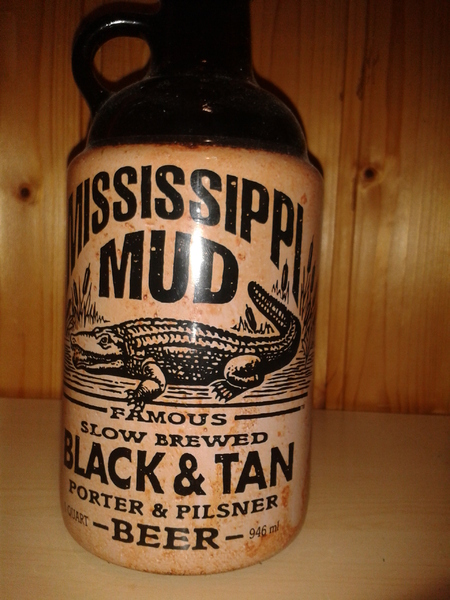 MISSISSIPPI
MUD
FAMOUS
SLOW BREWED
BLACK & TAN
PORTER & PILSNER
QUART
BEER
946 ml